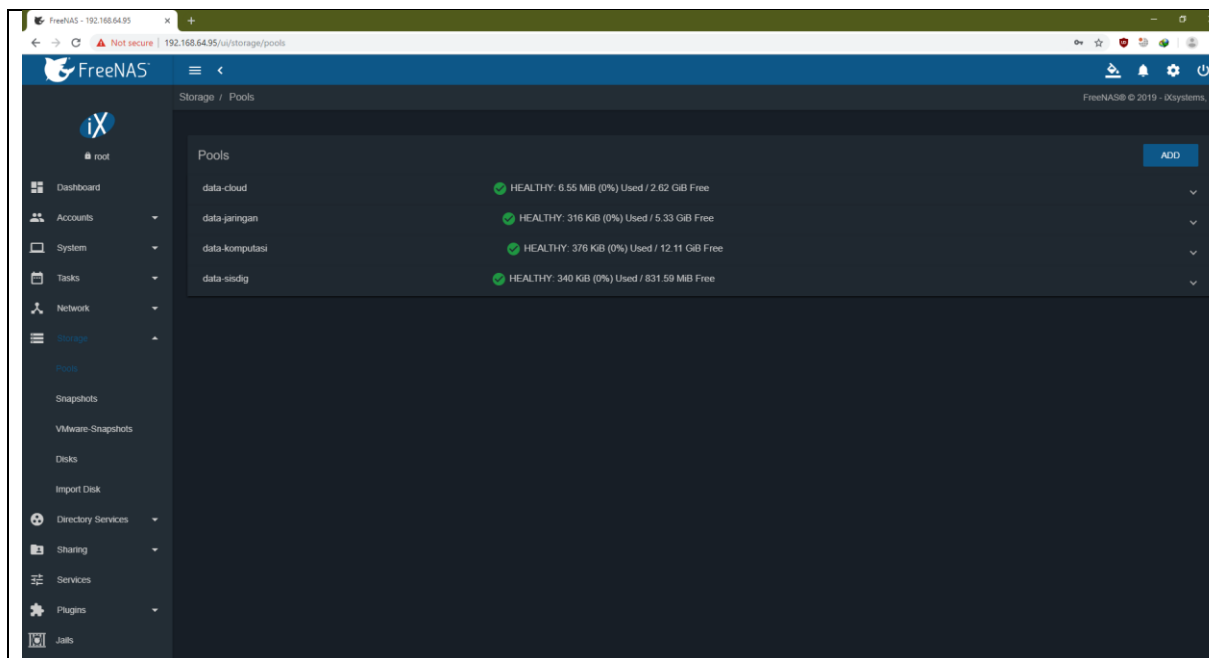 FreeNAS - 192.168.64.95
Not secure | 192.168.64.95/ui/storage/pools
FreeNAS
Storage / Pools
FreeNAS® © 2019 - iXsystems,
iX
root
Pools
ADD
Dashboard
data-cloud HEALTHY: 6.55 MiB (0%) Used / 2.62 GiB Free
Accounts
data-jaringan HEALTHY: 316 KiB (0%) Used / 5.33 GiB Free
System
data-komputasi HEALTHY: 376 KiB (0%) Used / 12.11 GiB Free
Tasks
data-sisdig HEALTHY: 340 KiB (0%) Used / 831.59 MiB Free
Network
Storage
Pools
Snapshots
VMware-Snapshots
Disks
Import Disk
Directory Services
Sharing
Services
Plugins
Jails